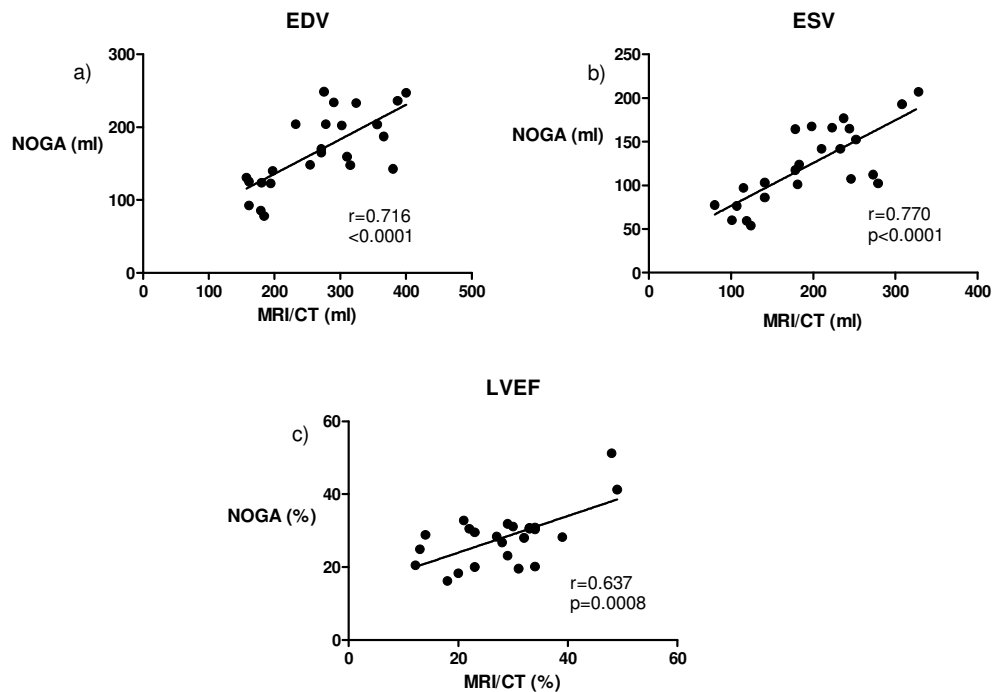 EDV
a)
300
200
100
0
NOGA (ml)
r=0.716
<0.0001
0 100 200 300 400 500
MRI/CT (ml)
ESV
b)
250
200
150
100
50
0
NOGA (ml)
r=0.770
p<0.0001
0 100 200 300 400
MRI/CT (ml)
LVEF
c)
60
40
20
0
NOGA (%)
r=0.637
p=0.0008
0 20 40 60
MRI/CT (%)